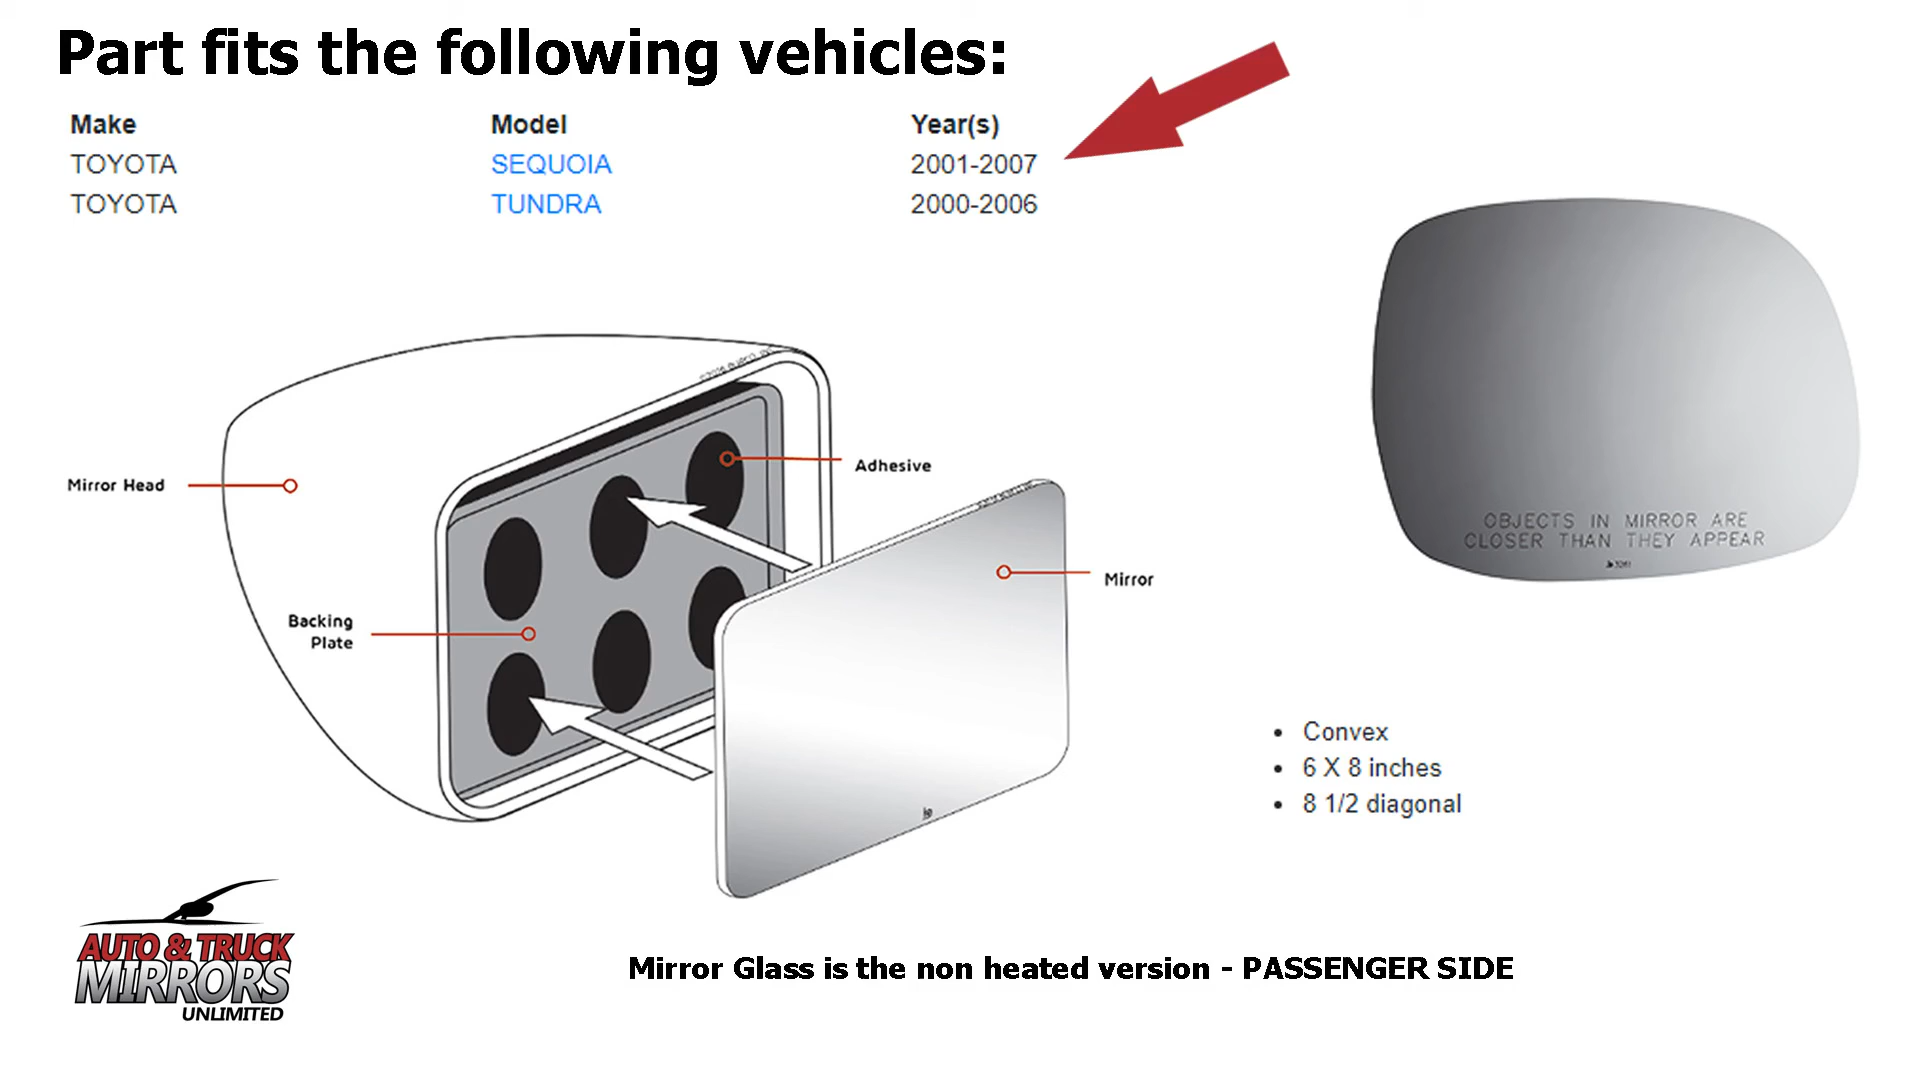 Part fits the following vehicles:
Make Model Year(s)
TOYOTA SEQUOIA 2001-2007
TOYOTA TUNDRA 2000-2006
Mirror Head
Adhesive
Backing
Plate
Mirror
OBJECTS IN MIRROR ARE
CLOSER THAN THEY APPEAR
• Convex
• 6 X 8 inches
• 8 1/2 diagonal
AUTO & TRUCK
MIRRORS
UNLIMITED
Mirror Glass is the non heated version - PASSENGER SIDE